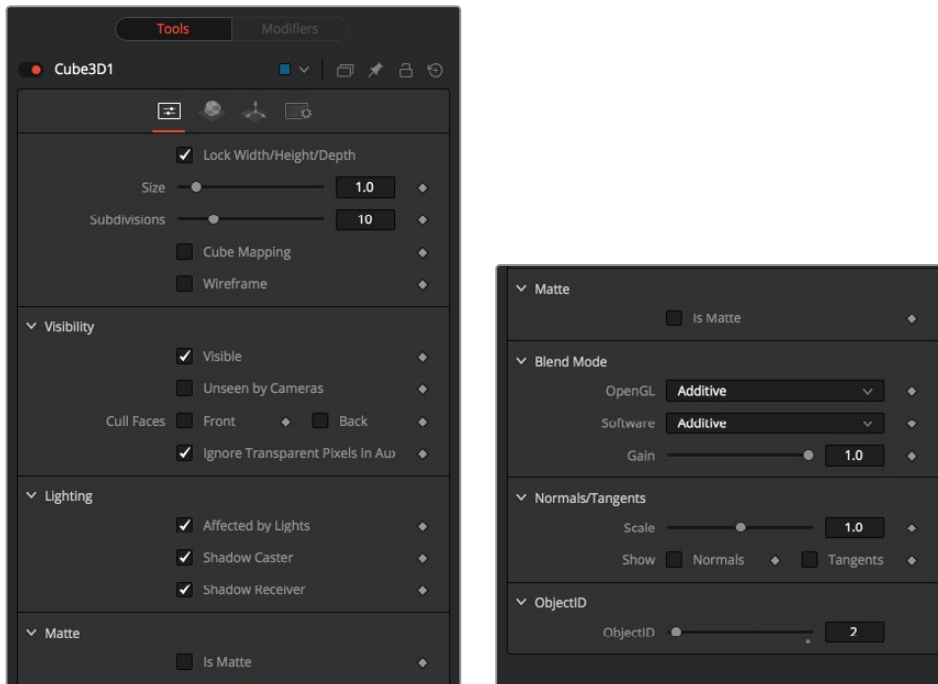 Tools Modifiers
Cube3D1
Lock Width/Height/Depth
Size 1.0
Subdivisions 10
Cube Mapping
Wireframe
Visibility
Visible
Unseen by Cameras
Cull Faces Front Back
Ignore Transparent Pixels In Aux
Lighting
Affected by Lights
Shadow Caster
Shadow Receiver
Matte
Is Matte
Matte
Is Matte
Blend Mode
OpenGL Additive
Software Additive
Gain 1.0
Normals/Tangents
Scale 1.0
Show Normals Tangents
ObjectID
ObjectID 2